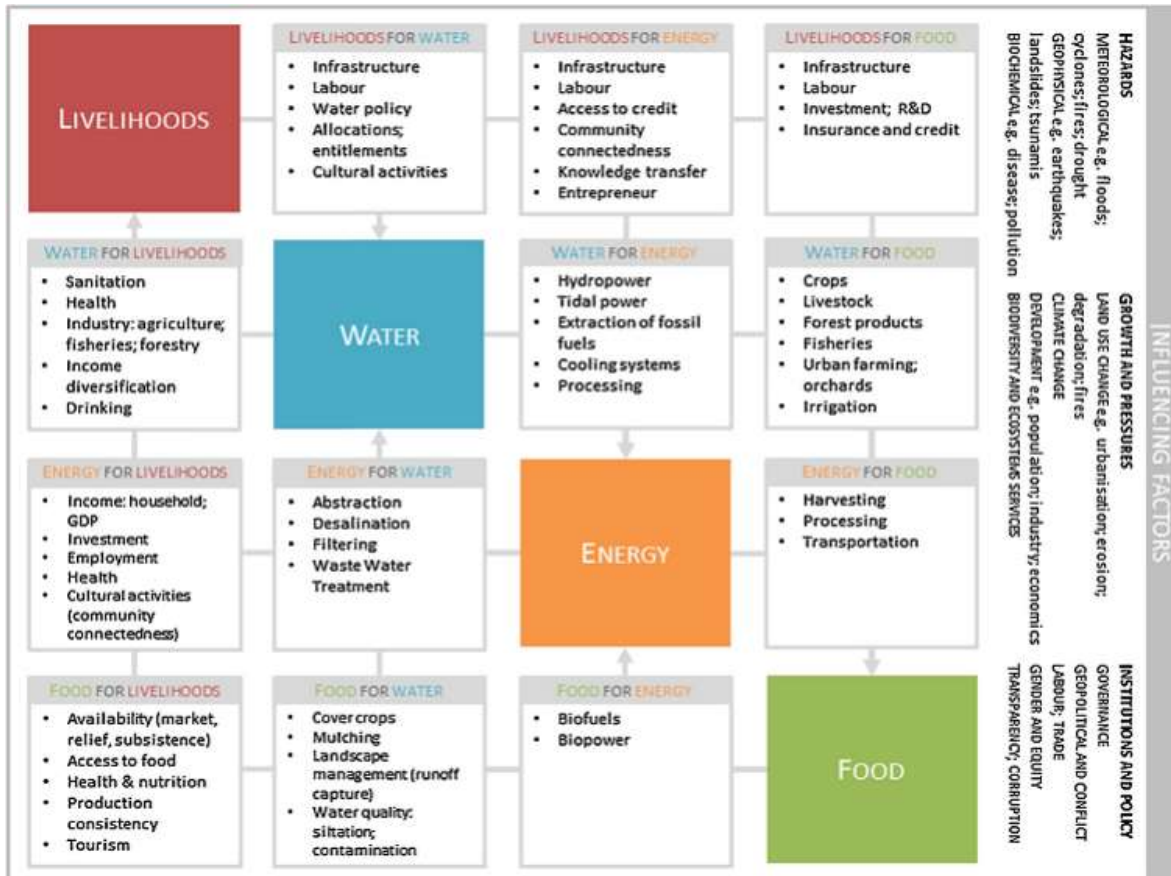 LIVELIHOODS
LIVELIHOODS FOR WATER
• Infrastructure
• Labour
• Water policy
• Allocations;
entitlements
• Cultural activities
LIVELIHOODS FOR ENERGY
• Infrastructure
• Labour
• Access to credit
• Community
connectedness
• Knowledge transfer
• Entrepreneur
LIVELIHOODS FOR FOOD
• Infrastructure
• Labour
• Investment; R&D
• Insurance and credit
WATER FOR LIVELIHOODS
• Sanitation
• Health
• Industry: agriculture;
fisheries; forestry
• Income
diversification
• Drinking
WATER
WATER FOR ENERGY
• Hydropower
• Tidal power
• Extraction of fossil
fuels
• Cooling systems
• Processing
WATER FOR FOOD
• Crops
• Livestock
• Forest products
• Fisheries
• Urban farming;
orchards
• Irrigation
ENERGY FOR LIVELIHOODS
• Income: household;
GDP
• Investment
• Employment
• Health
• Cultural activities
(community
connectedness)
ENERGY FOR WATER
• Abstraction
• Desalination
• Filtering
• Waste Water
Treatment
ENERGY
ENERGY FOR FOOD
• Harvesting
• Processing
• Transportation
FOOD FOR LIVELIHOODS
• Availability (market,
relief, subsistence)
• Access to food
• Health & nutrition
• Production
consistency
• Tourism
FOOD FOR WATER
• Cover crops
• Mulching
• Landscape
management (runoff
capture)
• Water quality:
siltation;
contamination
FOOD FOR ENERGY
• Biofuels
• Biopower
FOOD
INFLUENCING FACTORS
HAZARDS
METEOROLOGICAL e.g. floods;
cyclones; fires; drought
GEOPHYSICAL e.g. earthquakes;
landslides; tsunamis
BIOCHEMICAL e.g. disease; pollution
GROWTH AND PRESSURES
LAND USE CHANGE e.g. urbanisation; erosion;
degradation; fires
CLIMATE CHANGE
DEVELOPMENT e.g. population; industry; economics
BIODIVERSITY AND ECOSYSTEMS SERVICES
INSTITUTIONS AND POLICY
GOVERNANCE
GEOPOLITICAL AND CONFLICT
LABOUR; TRADE
GENDER AND EQUITY
TRANSPARENCY; CORRUPTION